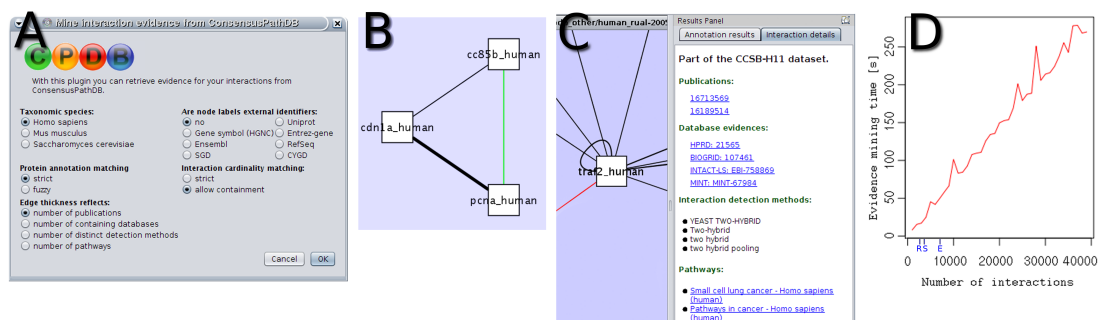 A
Mine interaction evidence from ConsensusPathDB
C P D B
With this plugin you can retrieve evidence for your interactions from
ConsensusPathDB.
Taxonomic species:
Homo sapiens
Mus musculus
Saccharomyces cerevisiae
Are node labels external identifiers:
no
Uniprot
Gene symbol (HGNC)
Entrez-gene
Ensembl
RefSeq
SGD
CYGD
Protein annotation matching
strict
fuzzy
Interaction cardinality matching:
strict
allow containment
Edge thickness reflects:
number of publications
number of containing databases
number of distinct detection methods
number of pathways
Cancel OK
B
cc85b_human
cdn1a_human
pcna_human
C
_other/human_rual-2005
traf2_human
Results Panel
Annotation results Interaction details
Part of the CCSB-H11 dataset.
Publications:
16713569
16189514
Database evidences:
HPRD: 21565
BIOGRID: 107461
INTACT-LS: EBI-758869
MINT: MINT-67984
Interaction detection methods:
YEAST TWO-HYBRID
Two-hybrid
two hybrid
two hybrid pooling
Pathways:
Small cell lung cancer - Homo sapiens
(human)
Pathways in cancer - Homo sapiens
(human)
D
Evidence mining time [s]
250
200
150
100
50
0
R S E
0 10000 20000 30000 40000
Number of interactions